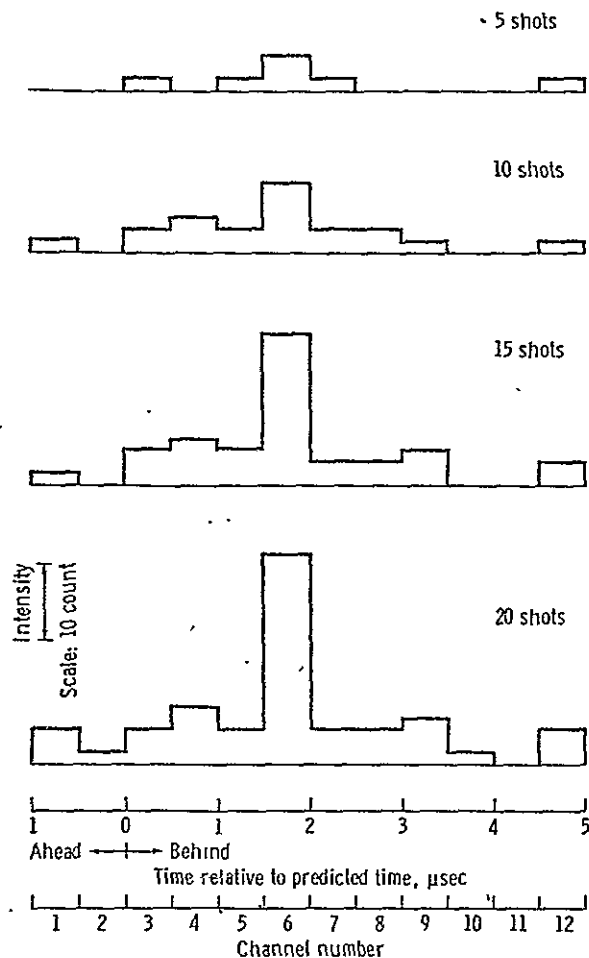 5 shots
10 shots
15 shots
20 shots
Intensity
Scale: 10 count
1 0 1 2 3 4 5
Ahead Behind
Time relative to predicted time, μsec
1 2 3 4 5 6 7 8 9 10 11 12
Channel number